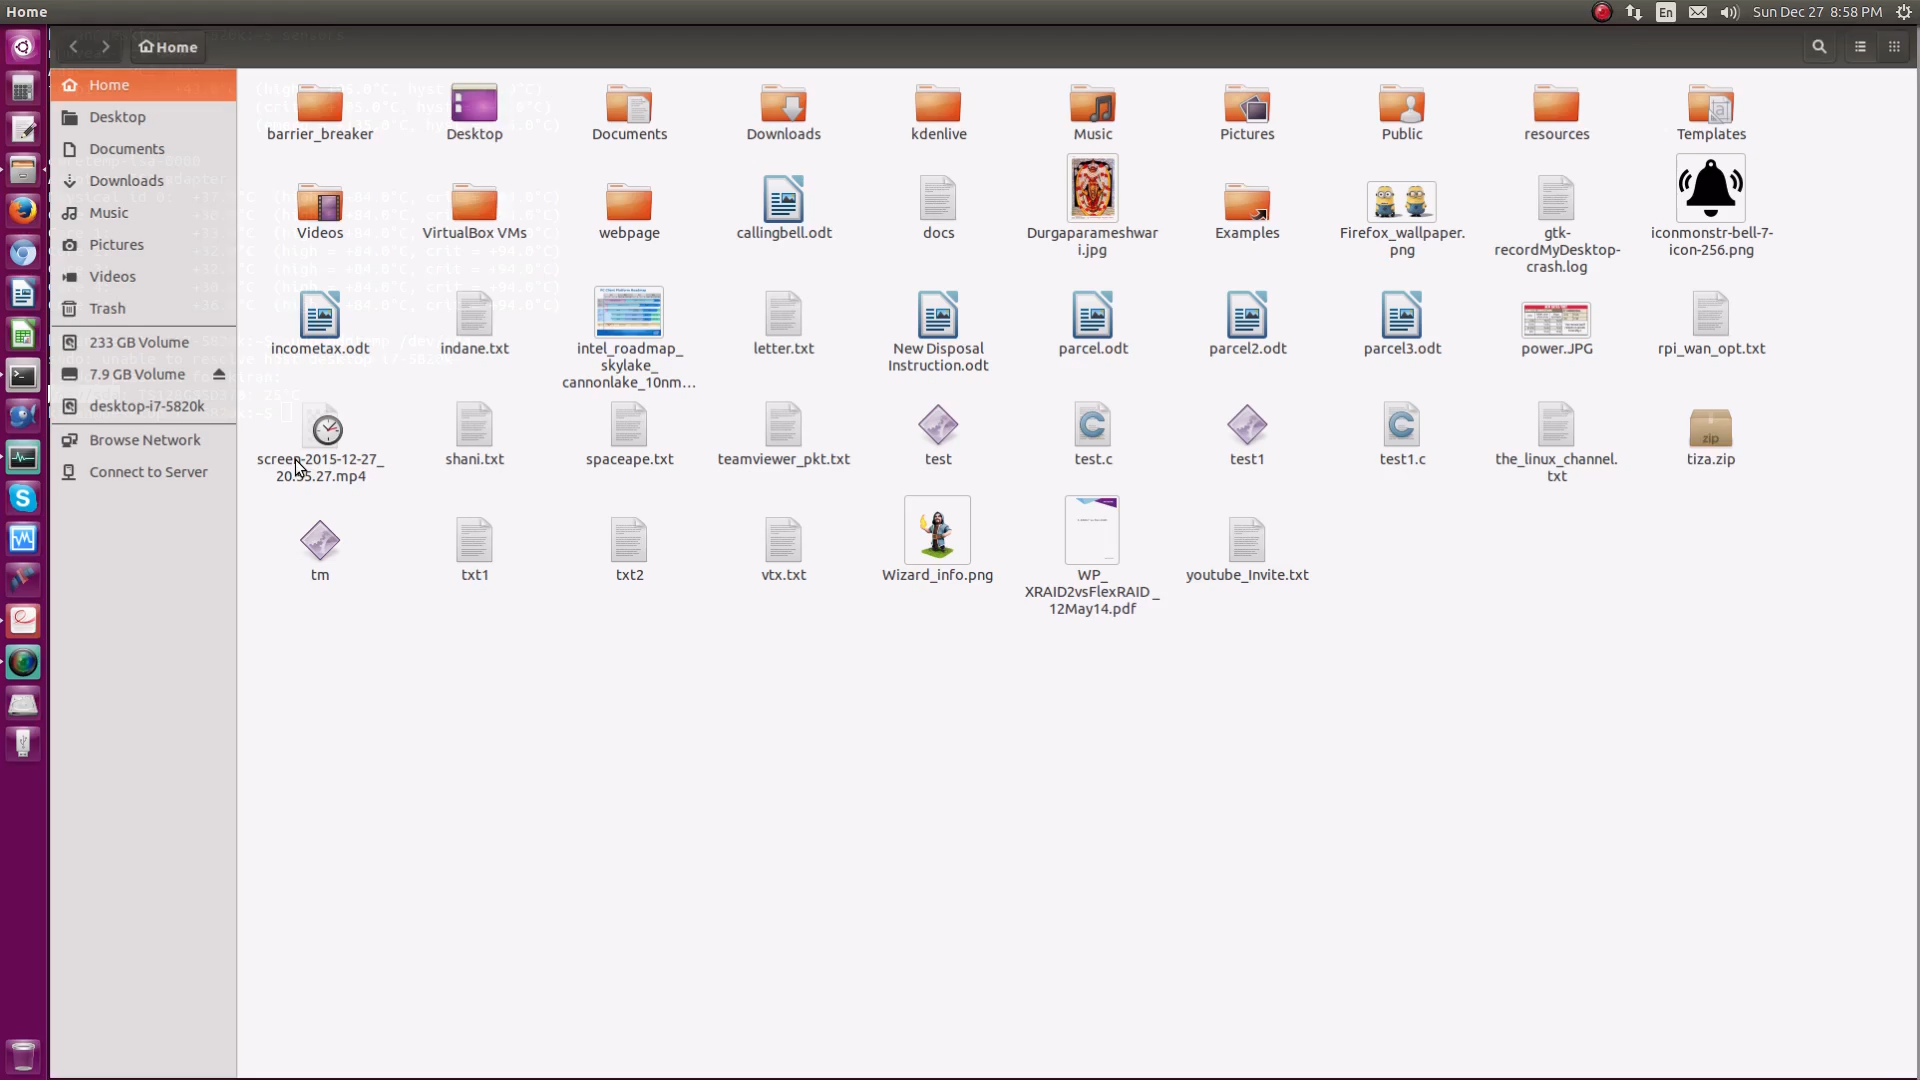 Home
En
Sun Dec 27 8:58 PM
Home
Home
Desktop
Documents
Downloads
Music
Pictures
Videos
Trash
233 GB Volume
7.9 GB Volume
desktop-i7-5820k
Browse Network
Connect to Server
barrier_breaker
Desktop
Documents
Downloads
kdenlive
Music
Pictures
Public
resources
Templates
Videos
VirtualBox VMs
webpage
callingbell.odt
docs
Durgaparameshwar
i.jpg
Examples
Firefox_wallpaper.
png
gtk-
recordMyDesktop-
crash.log
iconmonstr-bell-7-
icon-256.png
incometax.odt
indane.txt
intel_roadmap_
skylake_
cannonlake_10nm...
letter.txt
New Disposal
Instruction.odt
parcel.odt
parcel2.odt
parcel3.odt
power.JPG
rpi_wan_opt.txt
screen-2015-12-27_
20.55.27.mp4
shani.txt
spaceape.txt
teamviewer_pkt.txt
test
test.c
test1
test1.c
the_linux_channel.
txt
zip
tiza.zip
tm
txt1
txt2
vtx.txt
Wizard_info.png
WP_
XRAID2vsFlexRAID_
12May14.pdf
youtube_Invite.txt